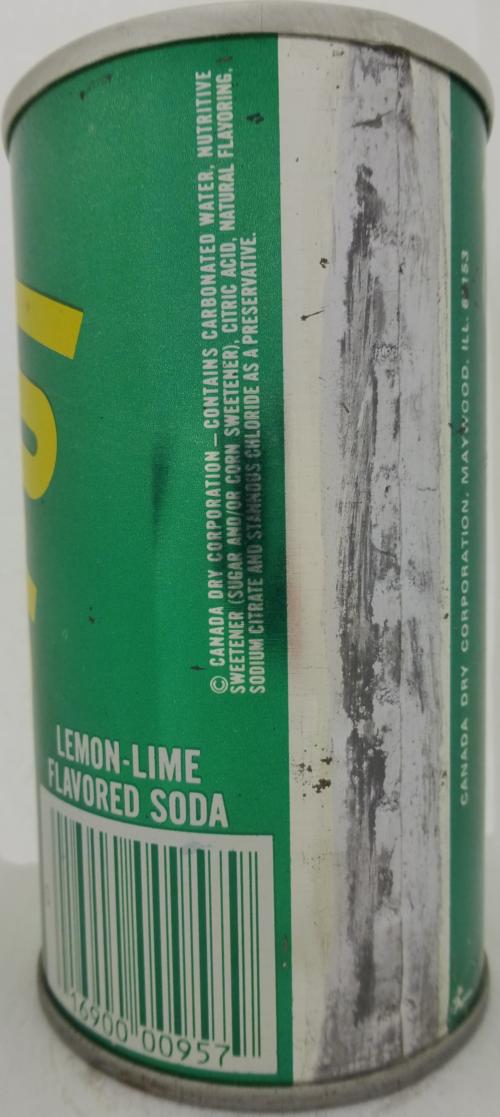 © CANADA DRY CORPORATION — CONTAINS CARBONATED WATER, NUTRITIVE
SWEETENER (SUGAR AND/OR CORN SWEETENER), CITRIC ACID, NATURAL FLAVORING,
SODIUM CITRATE AND STANNOUS CHLORIDE AS A PRESERVATIVE.
LEMON-LIME
FLAVORED SODA
16900 00957
CANADA DRY CORPORATION, MAYWOOD, ILL.